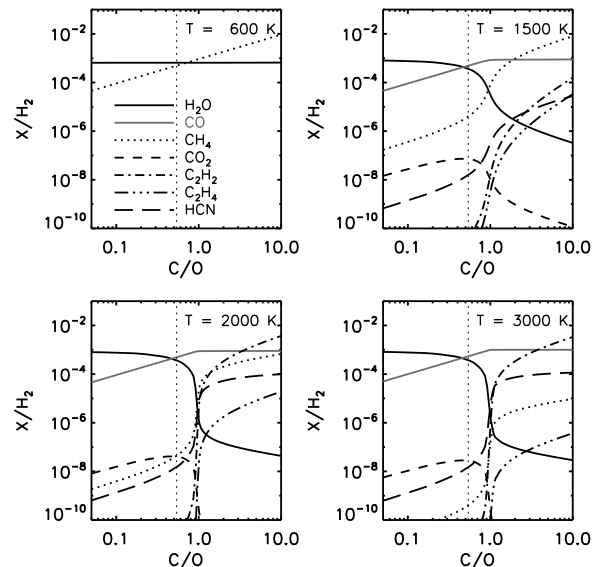 T = 600 K
10⁻²
10⁻⁴
10⁻⁶
10⁻⁸
10⁻¹⁰
X/H₂
H₂O
CO
CH₄
CO₂
C₂H₂
C₂H₄
HCN
0.1
1.0
10.0
C/O
T = 1500 K
10⁻²
10⁻⁴
10⁻⁶
10⁻⁸
10⁻¹⁰
X/H₂
0.1
1.0
10.0
C/O
T = 2000 K
10⁻²
10⁻⁴
10⁻⁶
10⁻⁸
10⁻¹⁰
X/H₂
0.1
1.0
10.0
C/O
T = 3000 K
10⁻²
10⁻⁴
10⁻⁶
10⁻⁸
10⁻¹⁰
X/H₂
0.1
1.0
10.0
C/O